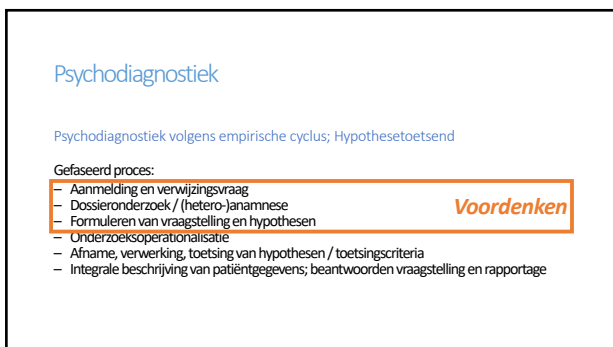 Psychodiagnostiek
Psychodiagnostiek volgens empirische cyclus; Hypothesetoetsend
Gefaseerd proces:
– Aanmelding en verwijzingsvraag
– Dossieronderzoek / (hetero-)anamnese
Voordenken
– Formuleren van vraagstelling en hypothesen
– Onderzoeksoperationalisatie
– Afname, verwerking, toetsing van hypothesen / toetsingscriteria
– Integrale beschrijving van patiëntgegevens; beantwoorden vraagstelling en rapportage